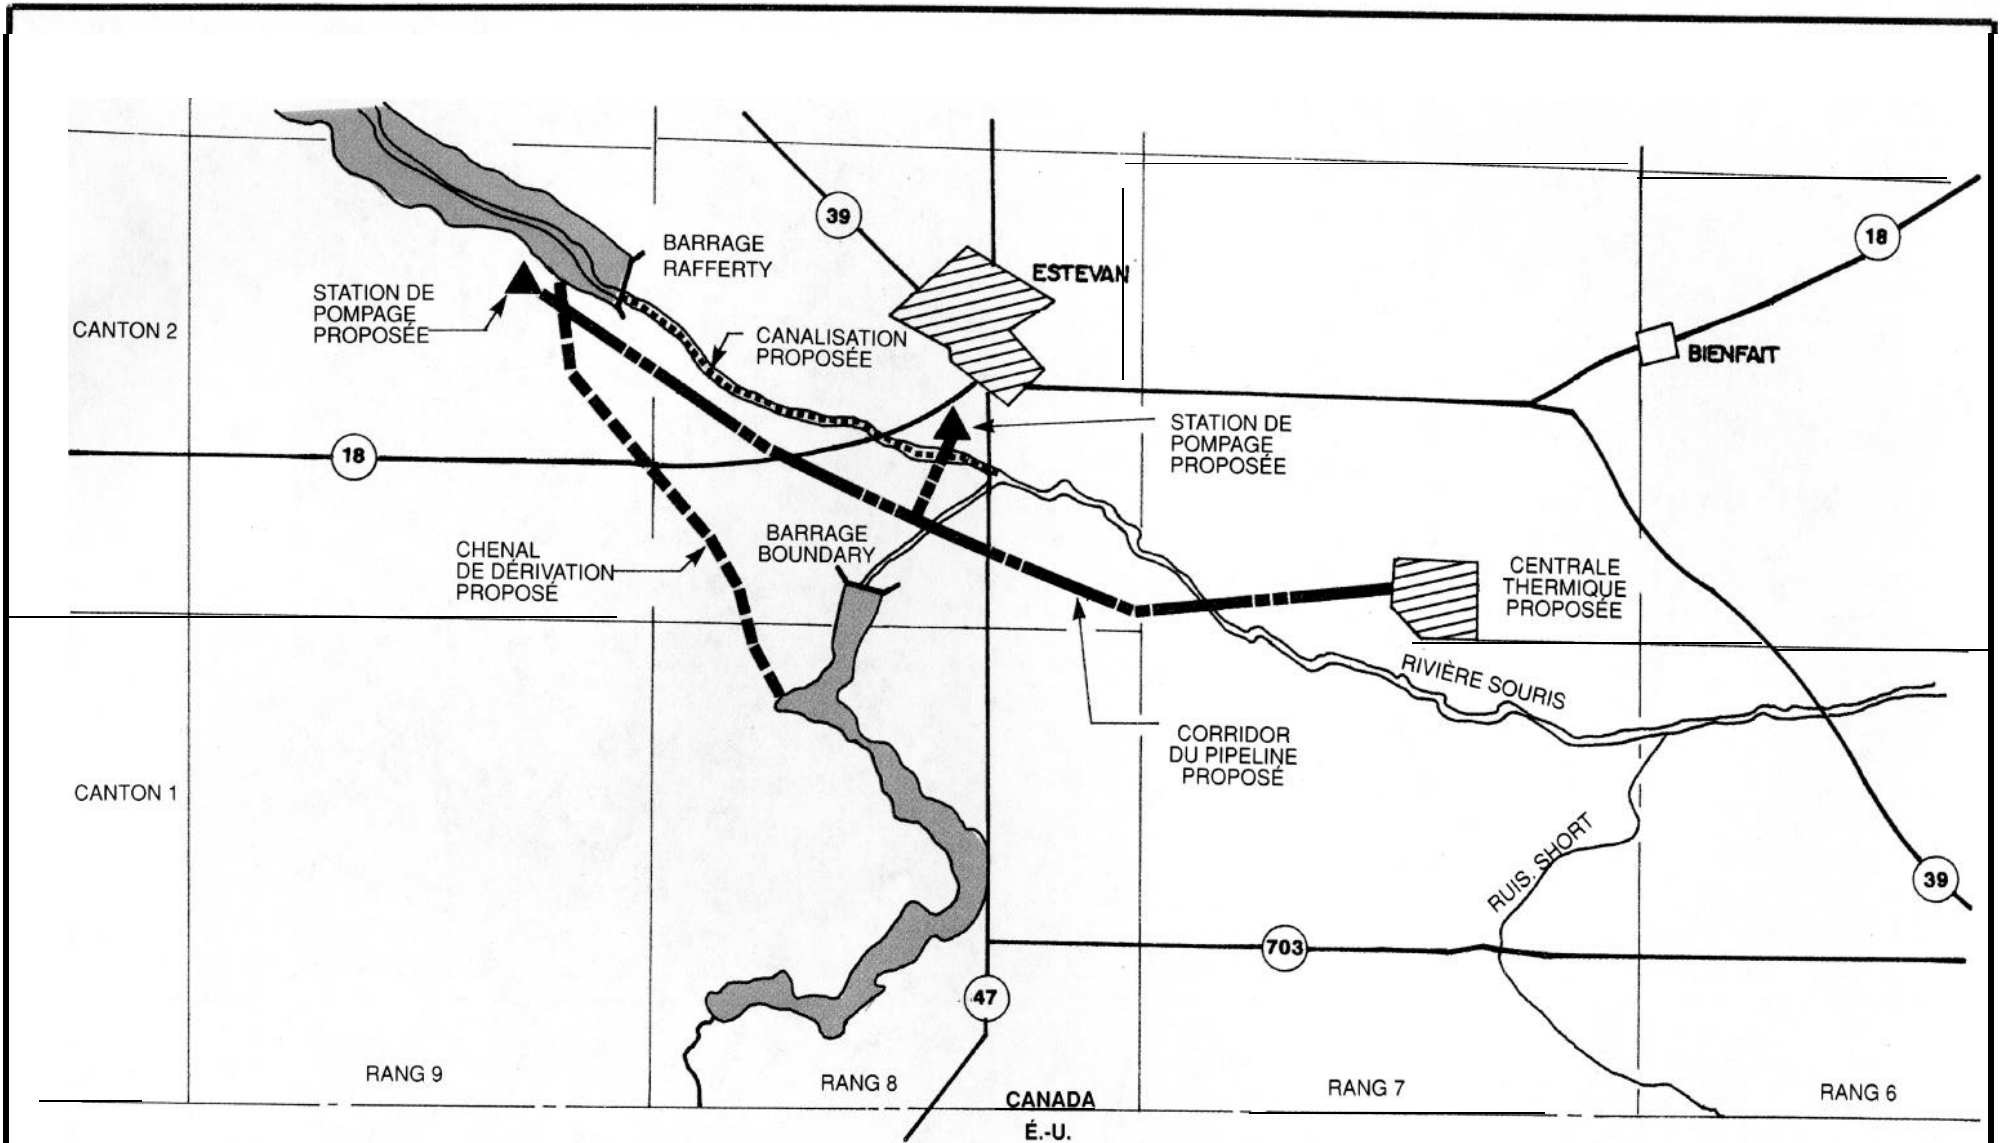 39
18
BARRAGE
RAFFERTY
ESTEVAN
STATION DE
POMPAGE
PROPOSÉE
CANTON 2
CANALISATION
PROPOSÉE
BIENFAIT
18
STATION DE
POMPAGE
PROPOSÉE
BARRAGE
BOUNDARY
CHENAL
DE DÉRIVATION
PROPOSÉ
CENTRALE
THERMIQUE
PROPOSÉE
RIVIÈRE SOURIS
CORRIDOR
DU PIPELINE
PROPOSÉ
CANTON 1
RUIS. SHORT
39
703
47
RANG 9
RANG 8
RANG 7
RANG 6
CANADA
É.-U.